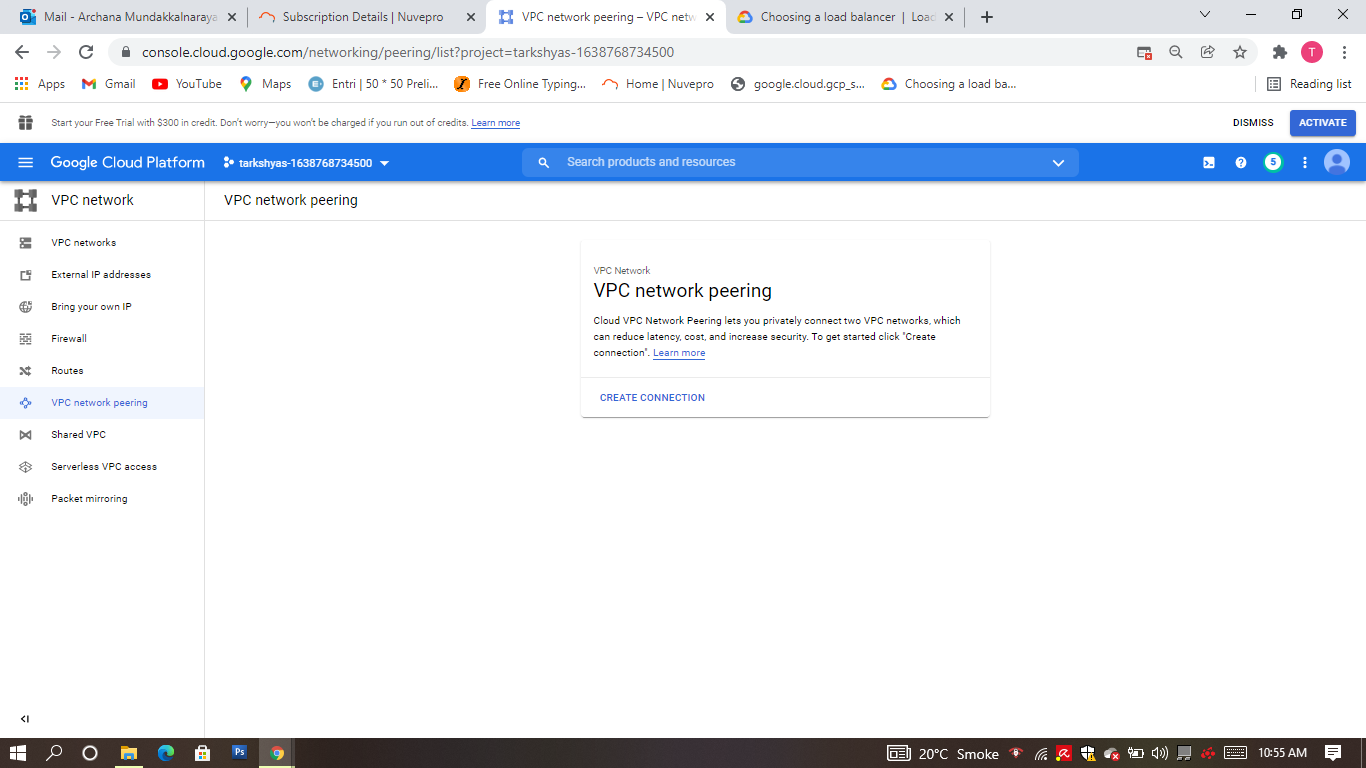 Mail - Archana Mundakkalnaraya
Subscription Details | Nuvepro
VPC network peering – VPC netw
Choosing a load balancer | Load
console.cloud.google.com/networking/peering/list?project=tarkshyas-1638768734500
T
Apps
Gmail
YouTube
Maps
Entri | 50 * 50 Preli...
Free Online Typing...
Home | Nuvepro
google.cloud.gcp_s...
Choosing a load ba...
Reading list
Start your Free Trial with $300 in credit. Don't worry—you won't be charged if you run out of credits. Learn more
DISMISS
ACTIVATE
Google Cloud Platform
tarkshyas-1638768734500
Search products and resources
5
VPC network
VPC network peering
VPC networks
External IP addresses
Bring your own IP
Firewall
Routes
VPC network peering
Shared VPC
Serverless VPC access
Packet mirroring
VPC Network
VPC network peering
Cloud VPC Network Peering lets you privately connect two VPC networks, which
can reduce latency, cost, and increase security. To get started click "Create
connection". Learn more
CREATE CONNECTION
Ps
20°C Smoke
10:55 AM